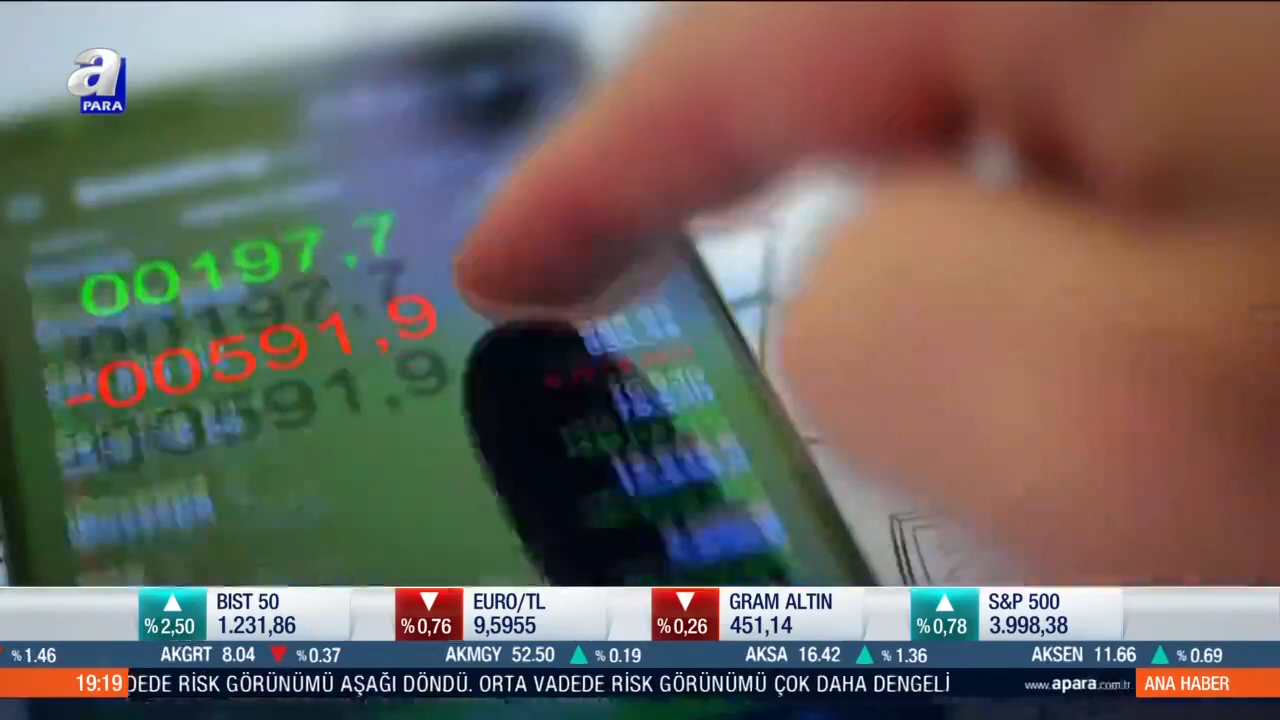 a
PARA
00197,7
-00591,9
BIST 50
%2,50 1.231,86
EURO/TL
%0,76 9,5955
GRAM ALTIN
%0,26 451,14
S&P 500
%0,78 3.998,38
%1.46 AKGRT 8.04 %0.37 AKMGY 52.50 %0.19 AKSA 16.42 %1.36 AKSEN 11.66 %0.69
19:19 DEDE RİSK GÖRÜNÜMÜ AŞAĞI DÖNDÜ. ORTA VADEDE RİSK GÖRÜNÜMÜ ÇOK DAHA DENGELİ www.apara.com.tr ANA HABER